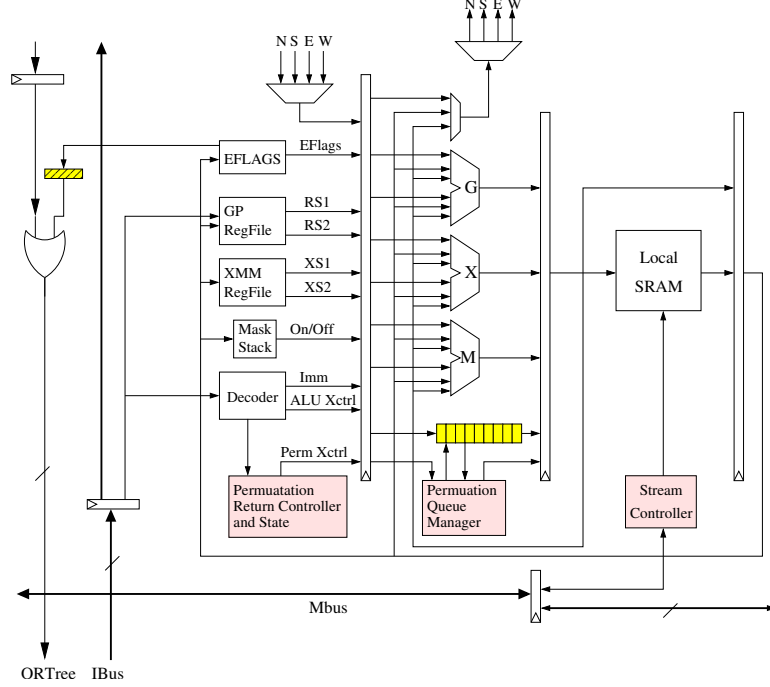 N S E W
N S E W
EFLAGS
EFlags
G
GP
RegFile
RS1
RS2
XMM
RegFile
XS1
XS2
X
Local
SRAM
Mask
Stack
On/Off
M
Decoder
Imm
ALU Xctrl
Perm Xctrl
Permuatation
Return Controller
and State
Permuation
Queue
Manager
Stream
Controller
Mbus
ORTree
IBus